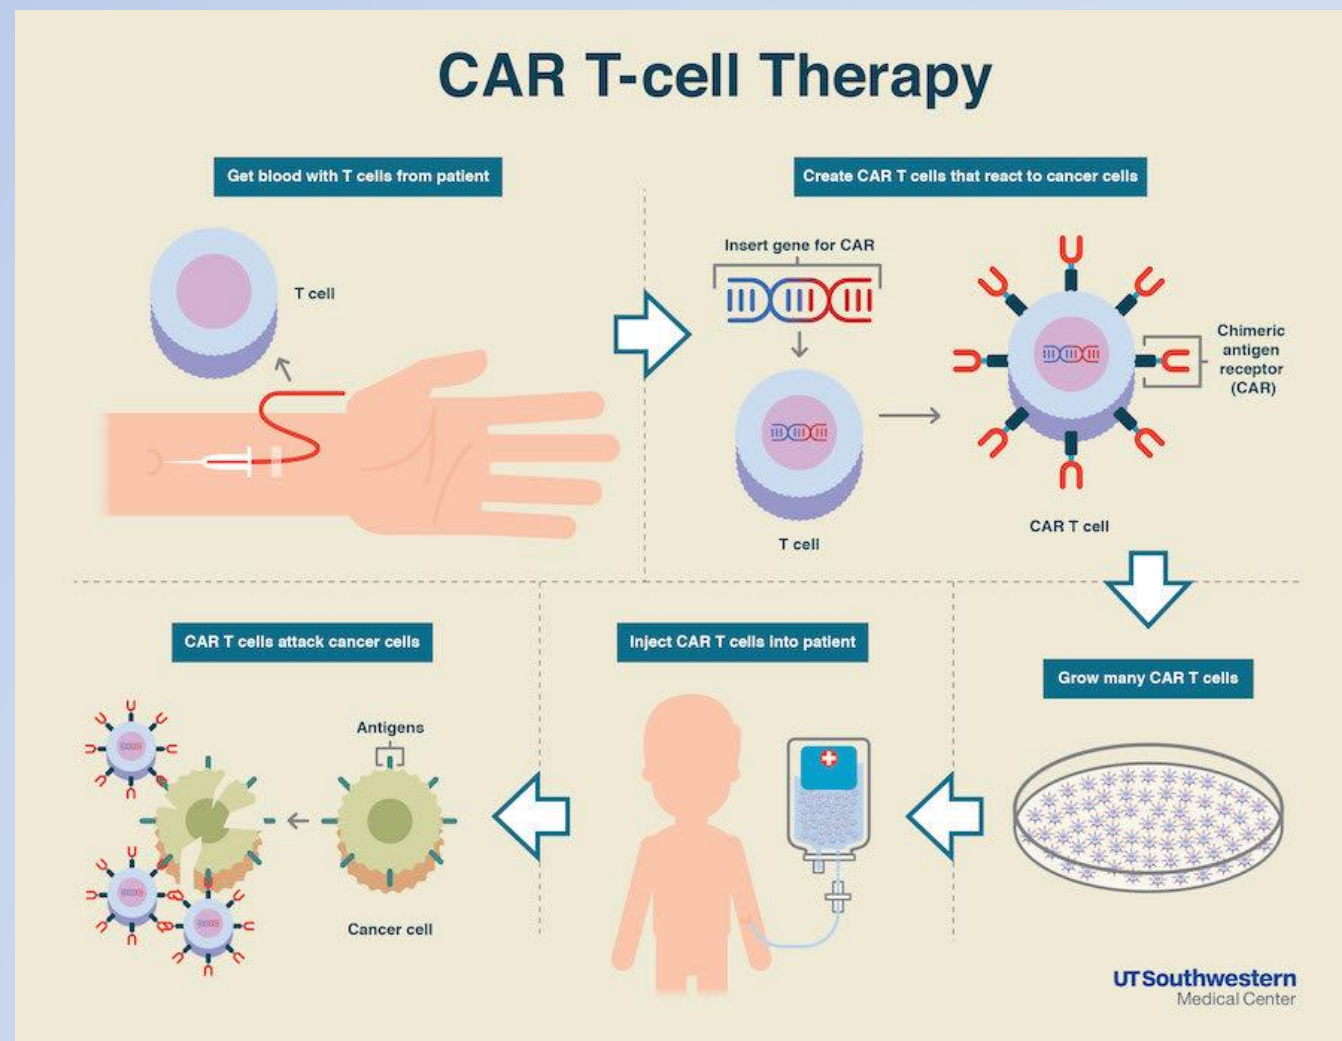 CAR T-cell Therapy
Get blood with T cells from patient
T cell
Create CAR T cells that react to cancer cells
Insert gene for CAR
T cell
Chimeric
antigen
receptor
(CAR)
CAR T cell
Grow many CAR T cells
Inject CAR T cells into patient
CAR T cells attack cancer cells
Antigens
Cancer cell
UTSouthwestern
Medical Center